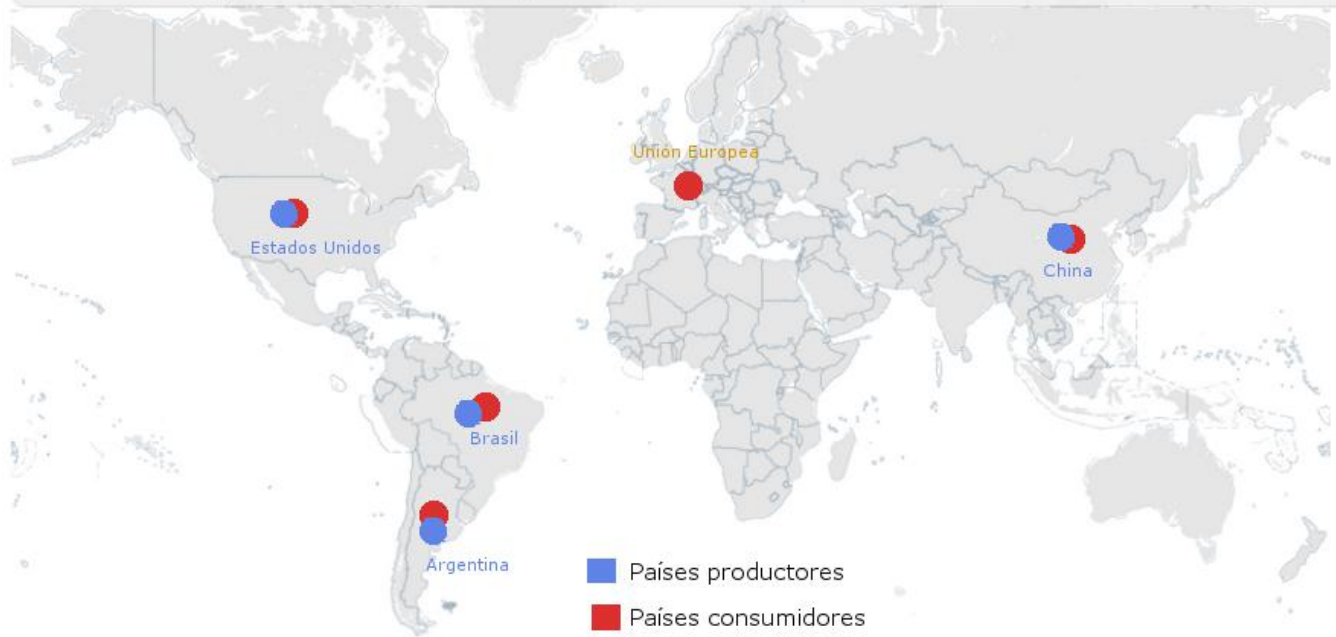 Unión Europea
Estados Unidos
China
Brasil
Argentina
Países productores
Países consumidores